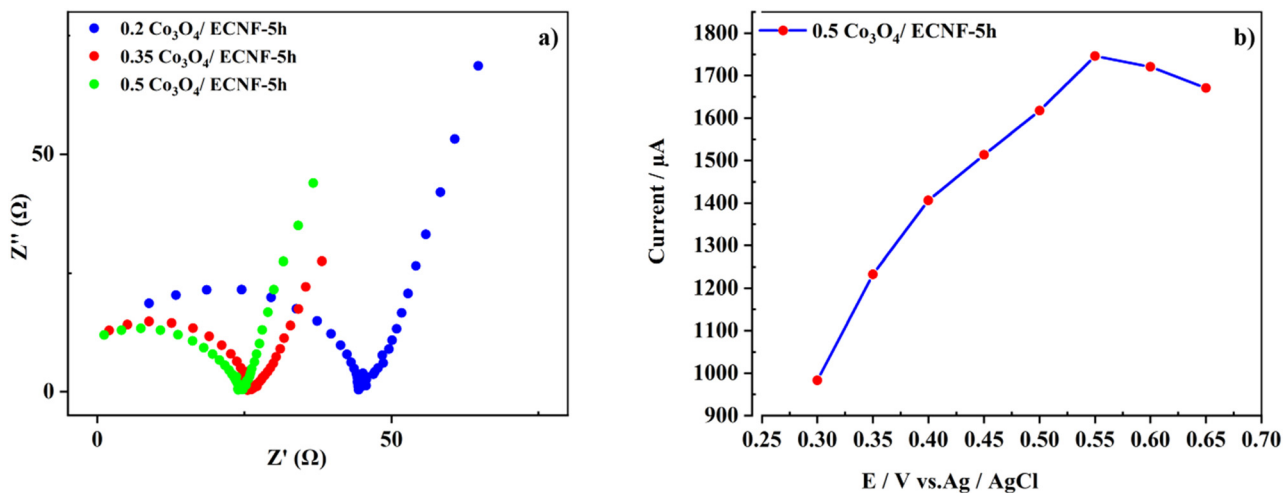 0.2 Co₃O₄/ ECNF-5h
0.35 Co₃O₄/ ECNF-5h
0.5 Co₃O₄/ ECNF-5h
a)
50
0
Z'' (Ω)
0 50
Z' (Ω)
0.5 Co₃O₄/ ECNF-5h
b)
1800
1700
1600
1500
1400
1300
1200
1100
1000
900
Current / µA
0.25 0.30 0.35 0.40 0.45 0.50 0.55 0.60 0.65 0.70
E / V vs.Ag / AgCl